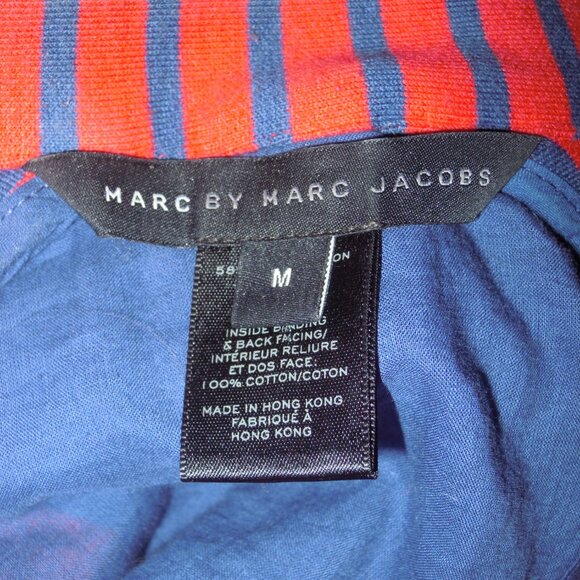 MARC BY MARC JACOBS
M
INSIDE BINDING
& BACK FACING/
INTÉRIEUR RELIURE
ET DOS FACE:
100% COTTON/COTON
MADE IN HONG KONG
FABRIQUÉ À
HONG KONG